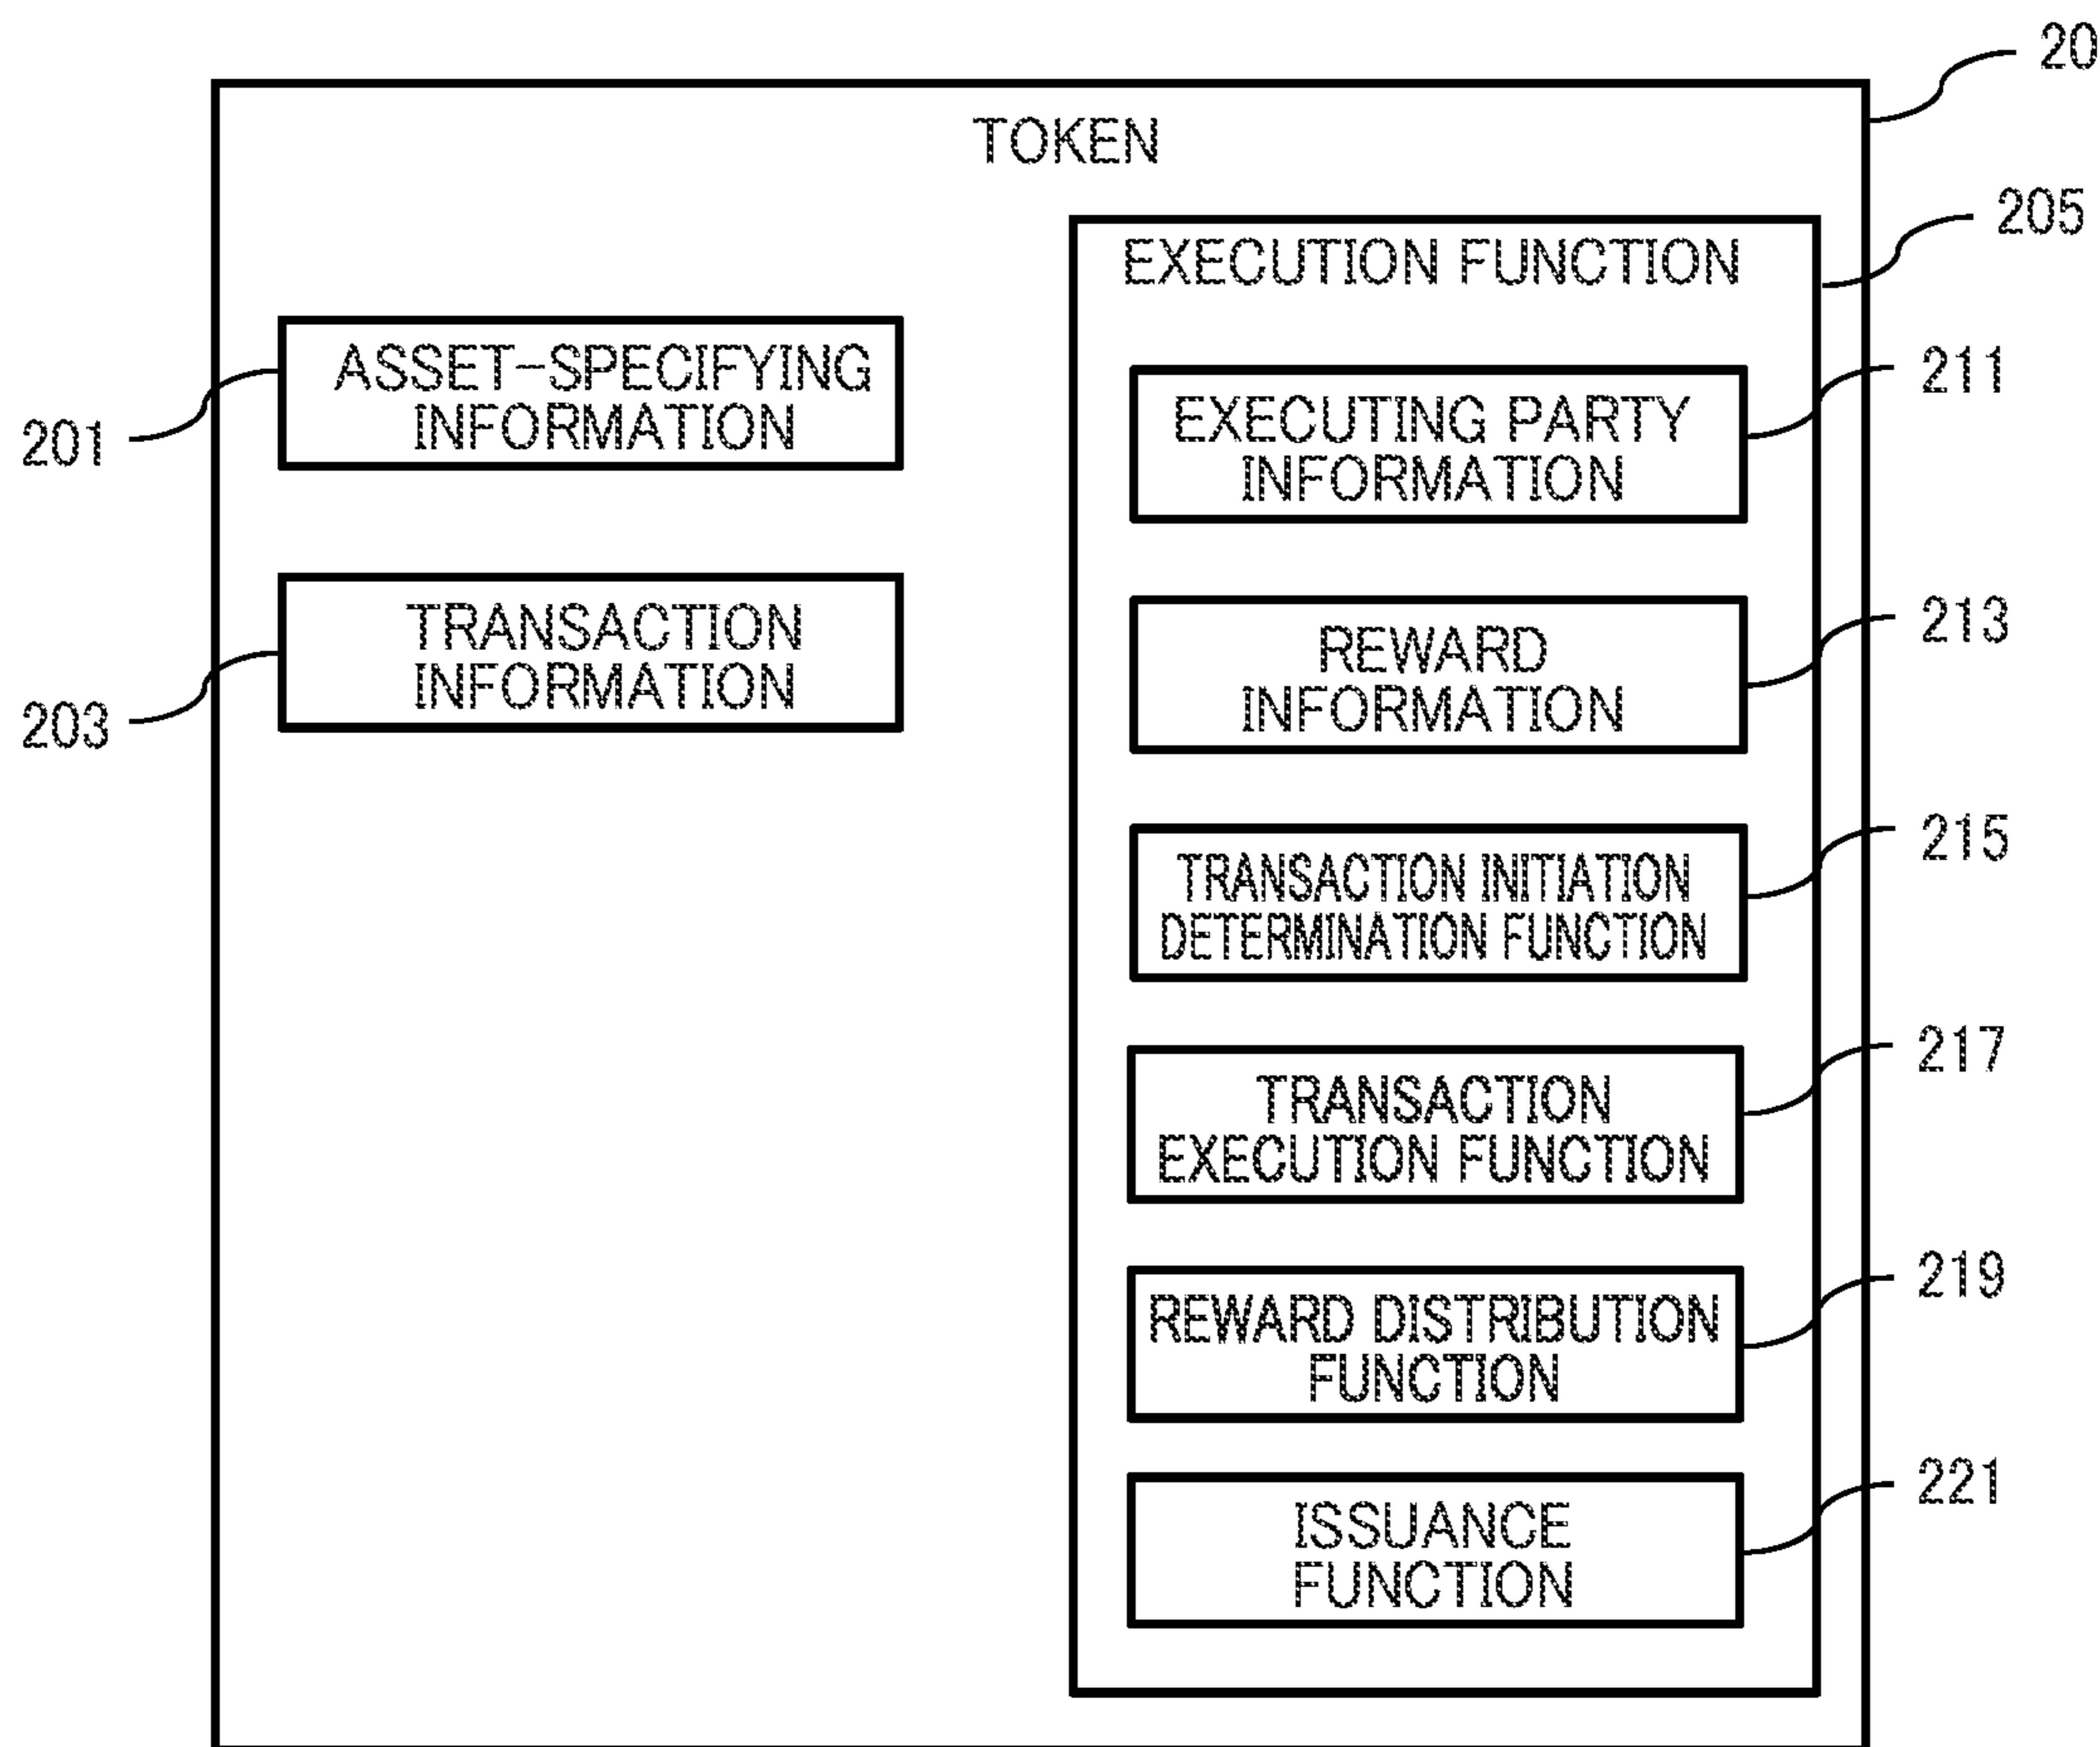 20
TOKEN
205
EXECUTION FUNCTION
ASSET-SPECIFYING
INFORMATION
201
EXECUTING PARTY
INFORMATION
211
TRANSACTION
INFORMATION
203
REWARD
INFORMATION
213
TRANSACTION INITIATION
DETERMINATION FUNCTION
215
TRANSACTION
EXECUTION FUNCTION
217
REWARD DISTRIBUTION
FUNCTION
219
ISSUANCE
FUNCTION
221